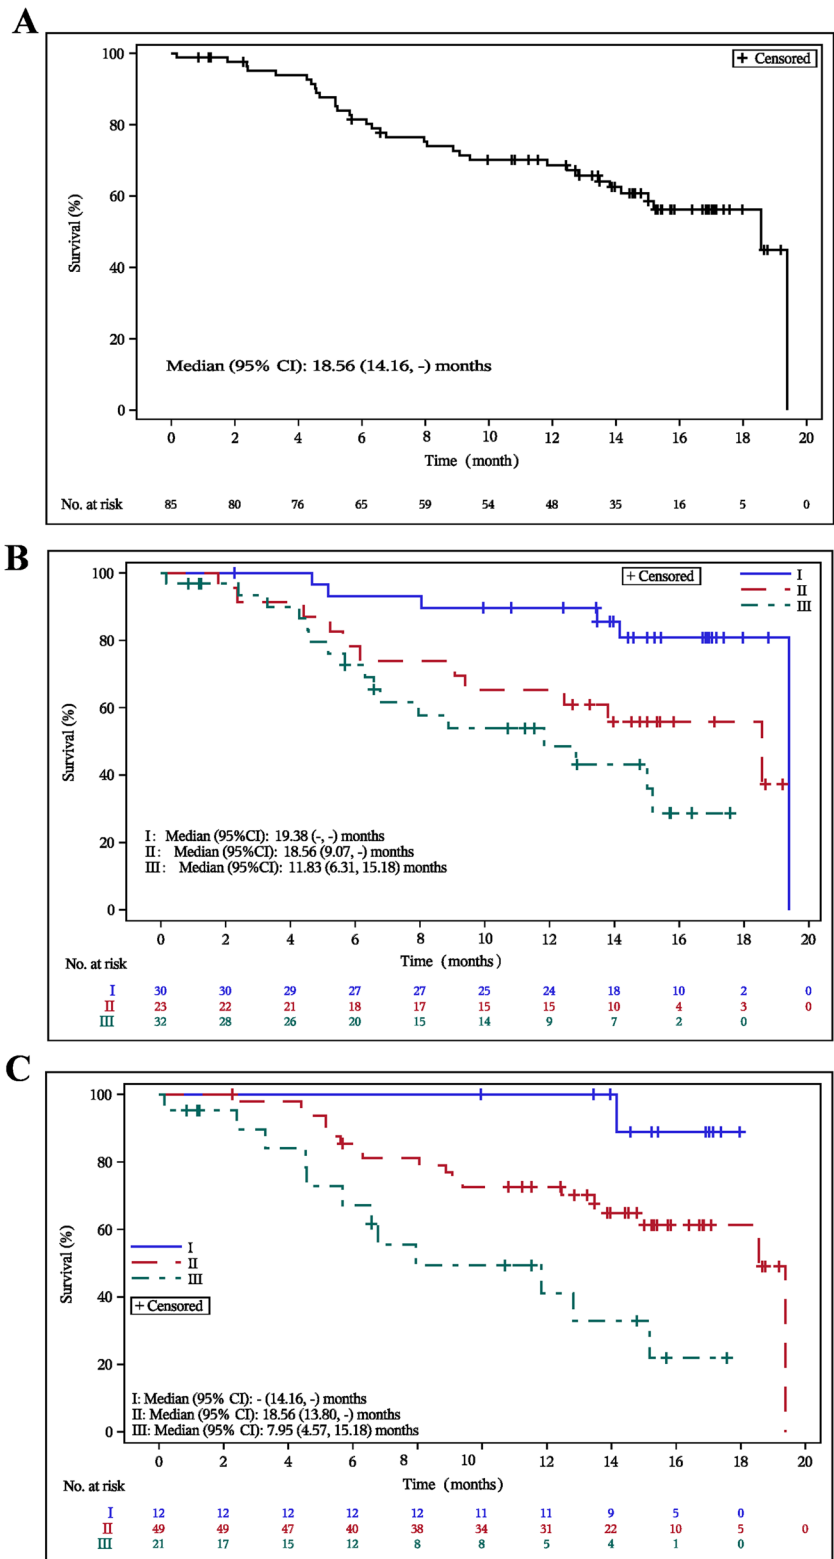 A
100
+ Censored
80
60
Survival (%)
40
20
Median (95% CI): 18.56 (14.16, -) months
0
0 2 4 6 8 10 12 14 16 18 20
Time (month)
No. at risk 85 80 76 65 59 54 48 35 16 5 0
B
100
+ Censored
I
II
III
80
60
Survival (%)
40
I: Median (95%CI): 19.38 (-, -) months
II: Median (95%CI): 18.56 (9.07, -) months
20
III: Median (95%CI): 11.83 (6.31, 15.18) months
0
0 2 4 6 8 10 12 14 16 18 20
Time (months)
No. at risk
I 30 30 29 27 27 25 24 18 10 2 0
II 23 22 21 18 17 15 15 10 4 3 0
III 32 28 26 20 15 14 9 7 2 0
C
100
80
60
Survival (%)
I
II
III
40
+ Censored
20
I: Median (95% CI): - (14.16, -) months
II: Median (95% CI): 18.56 (13.80, -) months
III: Median (95% CI): 7.95 (4.57, 15.18) months
0
0 2 4 6 8 10 12 14 16 18 20
Time (months)
No. at risk
I 12 12 12 12 12 11 11 9 5 0
II 49 49 47 40 38 34 31 22 10 5 0
III 21 17 15 12 8 8 5 4 1 0